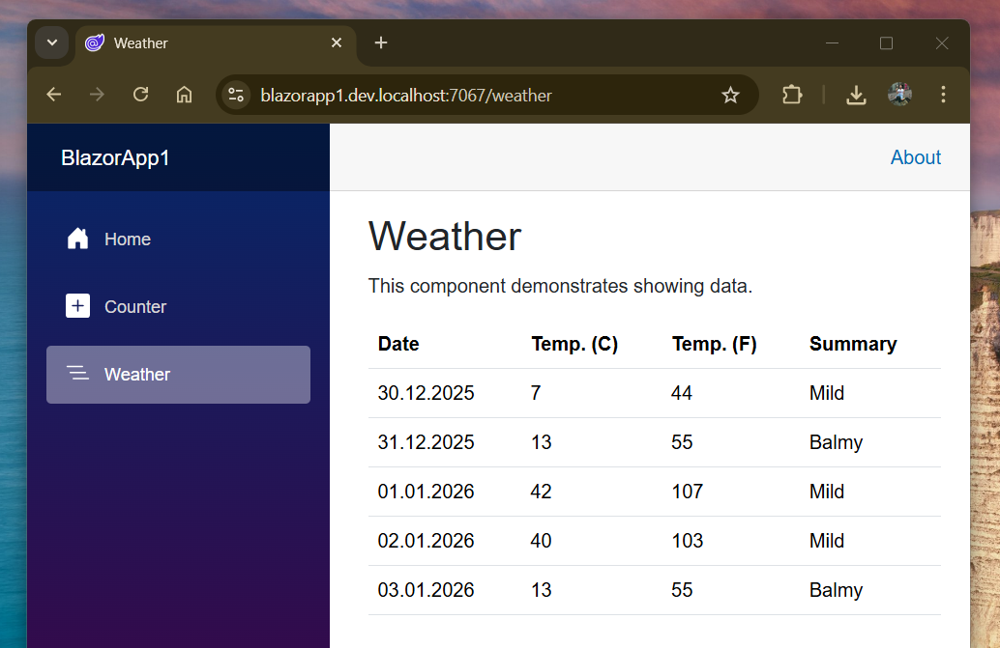 Weather
blazorapp1.dev.localhost:7067/weather
BlazorApp1
About
Home
Counter
Weather
Weather
This component demonstrates showing data.
Date Temp. (C) Temp. (F) Summary
30.12.2025 7 44 Mild
31.12.2025 13 55 Balmy
01.01.2026 42 107 Mild
02.01.2026 40 103 Mild
03.01.2026 13 55 Balmy